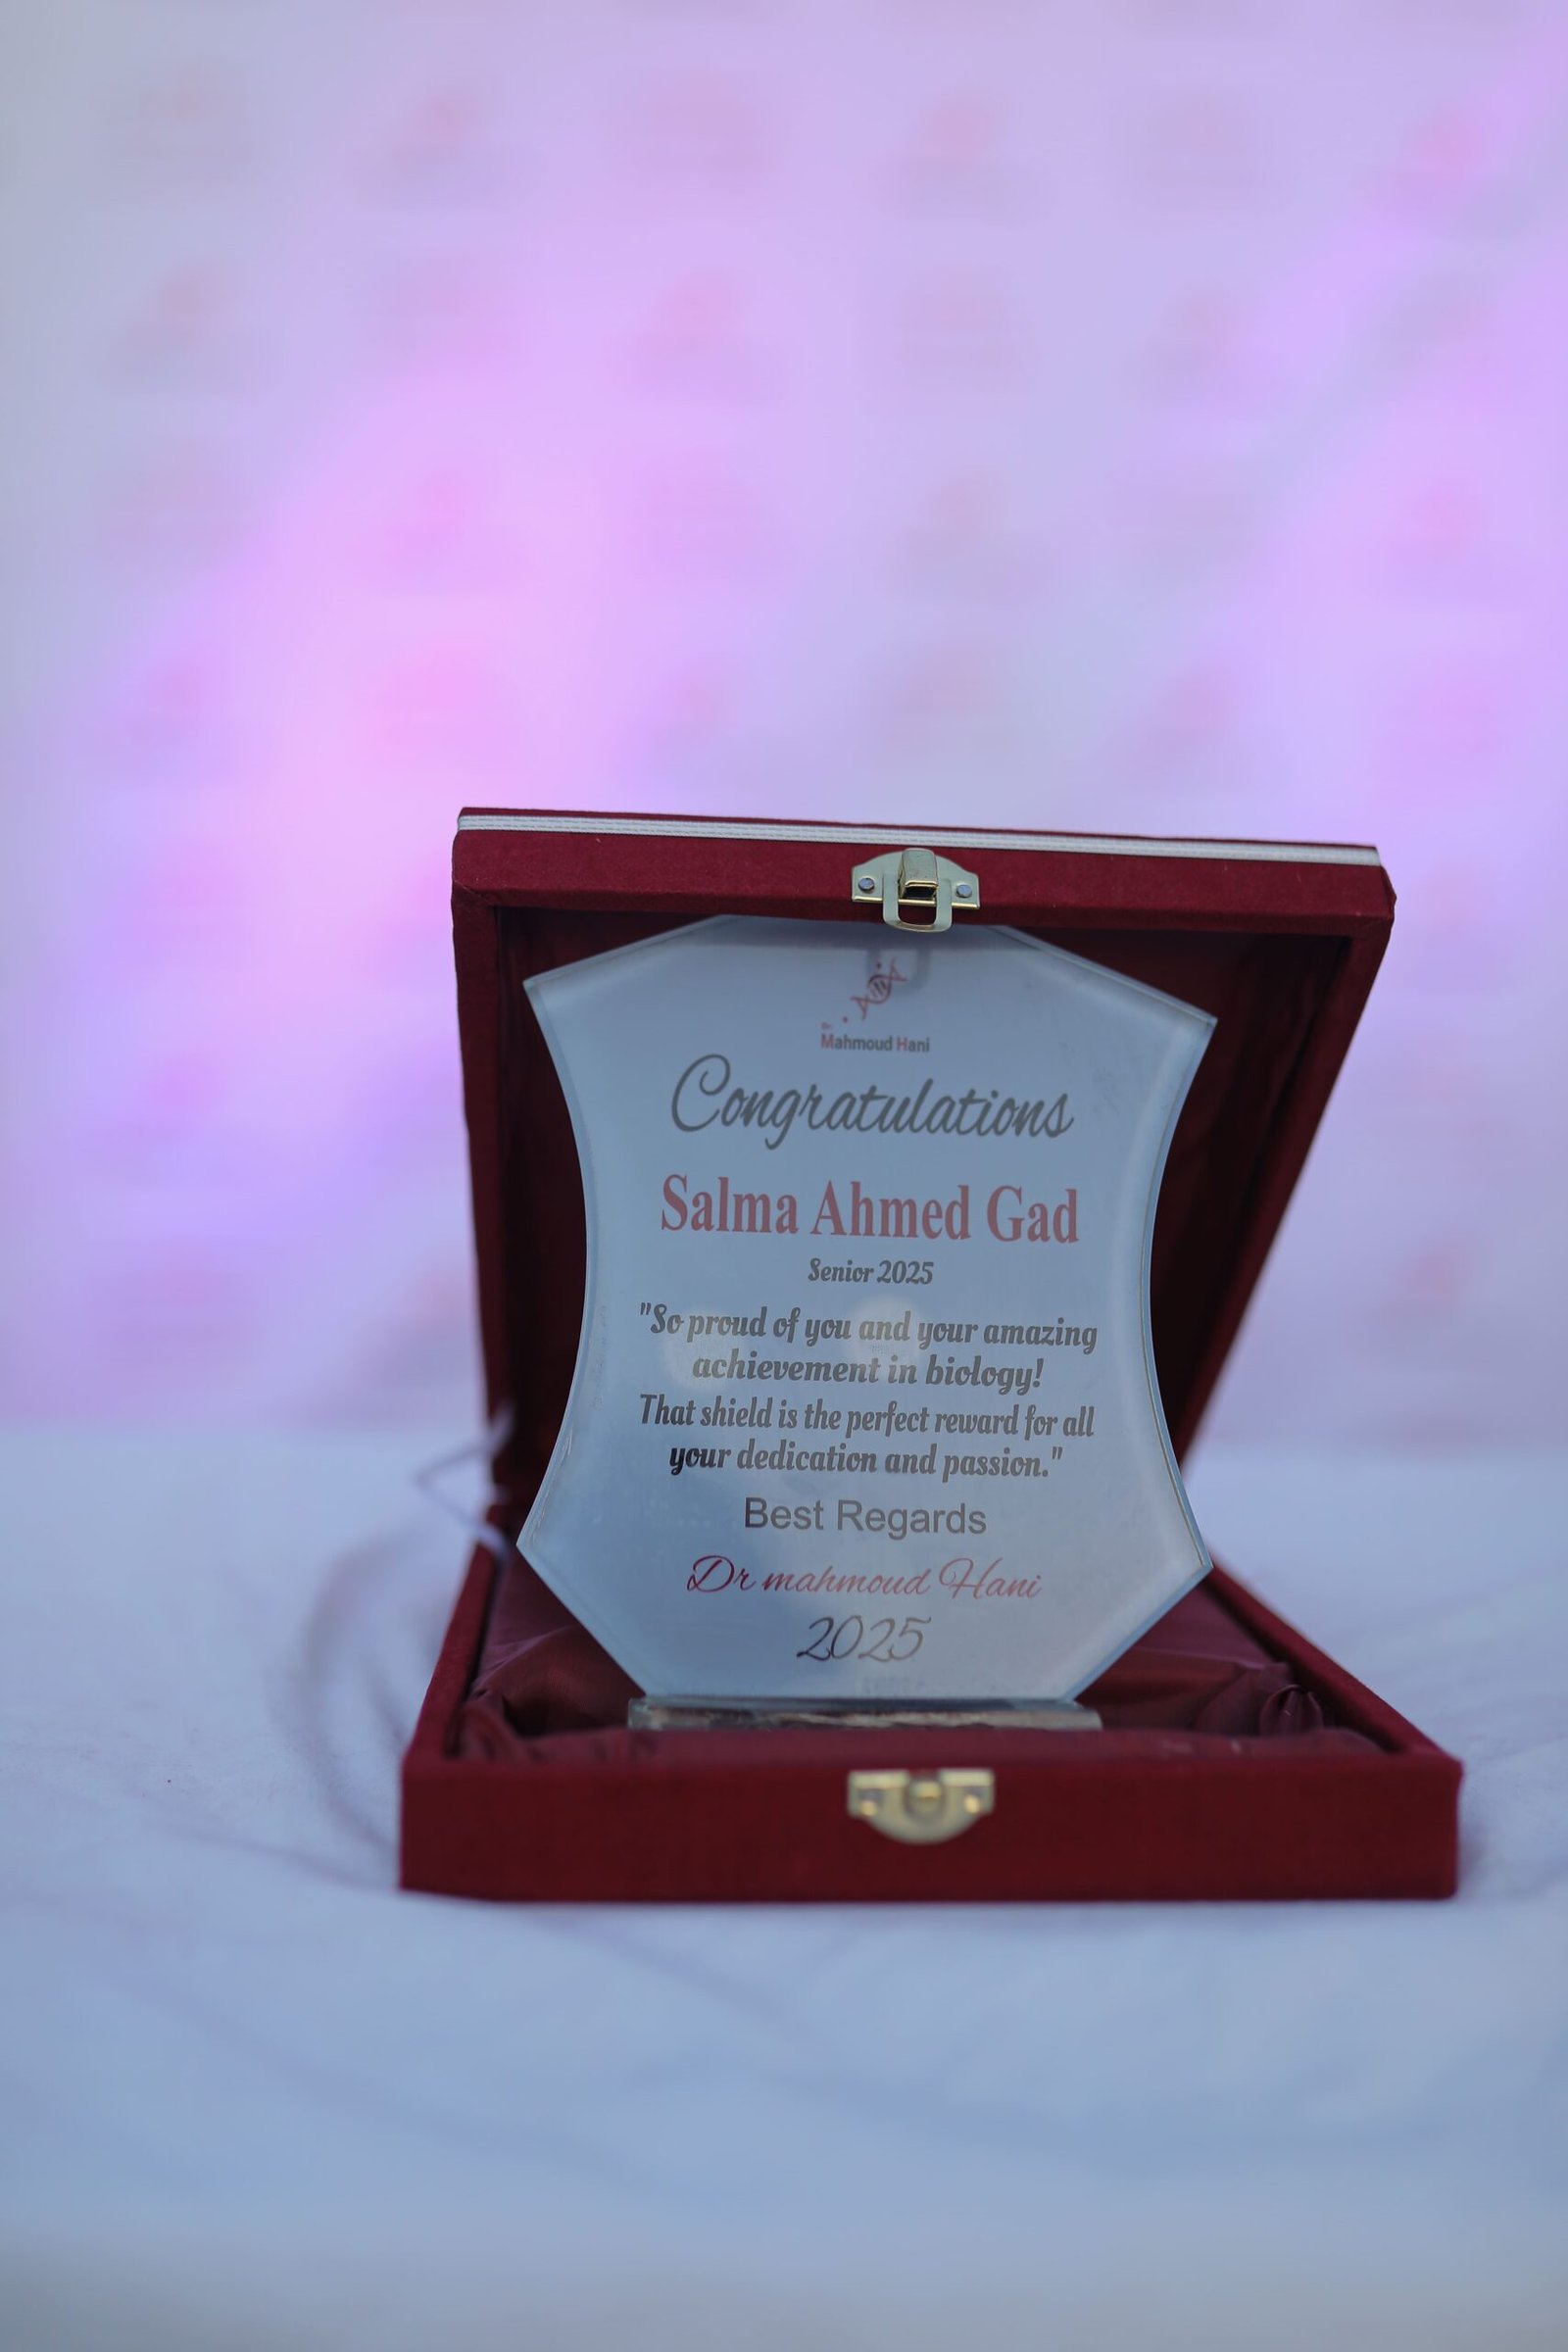 Dr.
Mahmoud Hani
Congratulations
Salma Ahmed Gad
Senior 2025
"So proud of you and your amazing
achievement in biology!
That shield is the perfect reward for all
your dedication and passion."
Best Regards
Dr mahmoud Hani
2025